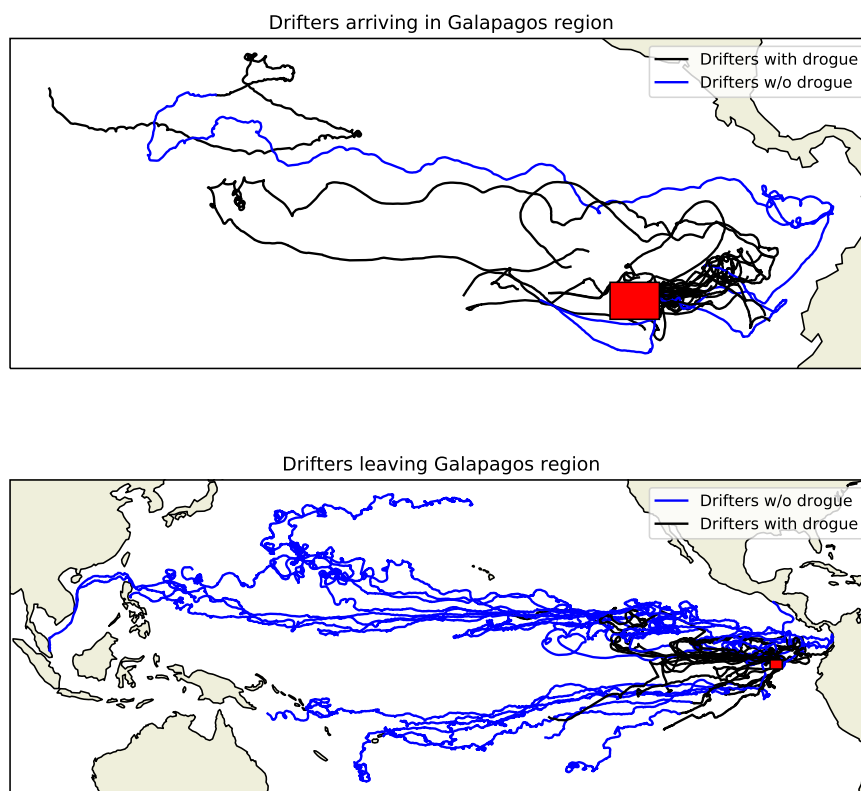 Drifters arriving in Galapagos region
Drifters with drogue
Drifters w/o drogue
Drifters leaving Galapagos region
Drifters w/o drogue
Drifters with drogue